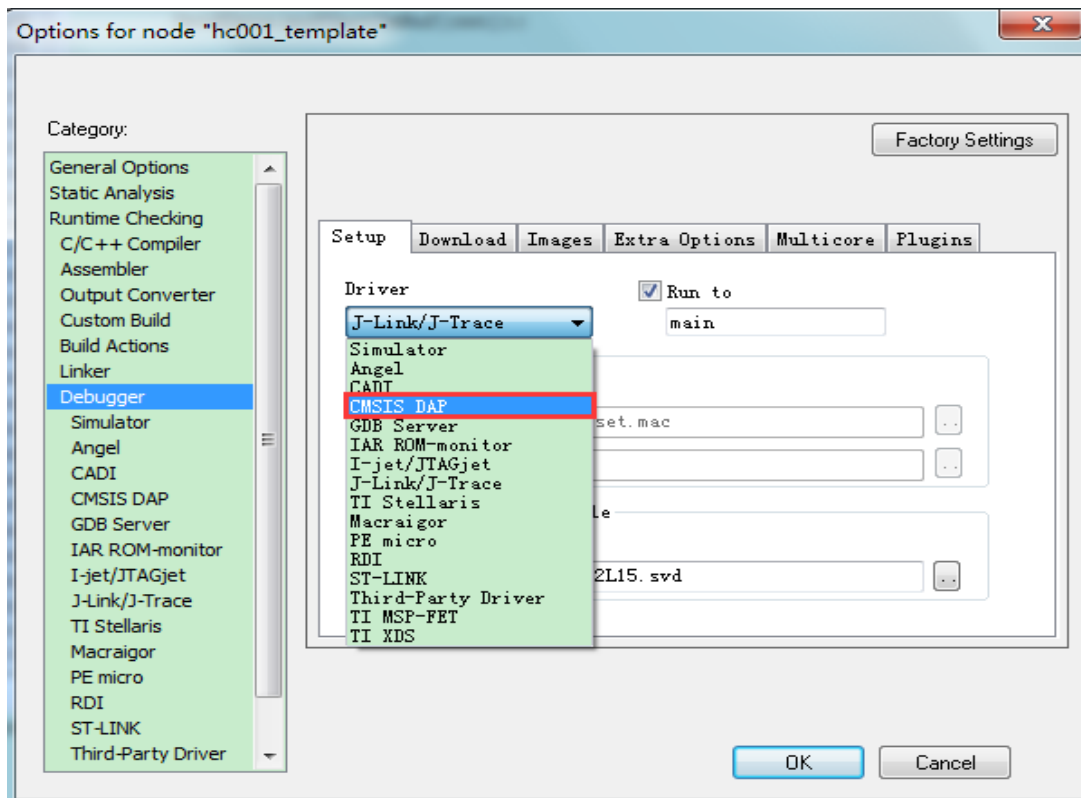 Options for node "hc001_template"
Category:
Factory Settings
General Options
Static Analysis
Runtime Checking
C/C++ Compiler
Assembler
Output Converter
Custom Build
Build Actions
Linker
Debugger
Simulator
Angel
CADI
CMSIS DAP
GDB Server
IAR ROM-monitor
I-jet/JTAGjet
J-Link/J-Trace
TI Stellaris
Macraigor
PE micro
RDI
ST-LINK
Third-Party Driver
Setup Download Images Extra Options Multicore Plugins
Driver
Run to
J-Link/J-Trace
main
Simulator
Angel
CADI
CMSIS DAP
GDB Server
IAR ROM-monitor
I-jet/JTAGjet
J-Link/J-Trace
TI Stellaris
Macraigor
PE micro
RDI
ST-LINK
Third-Party Driver
TI MSP-FET
TI XDS
set.mac
..
..
le
2L15.svd
..
OK Cancel